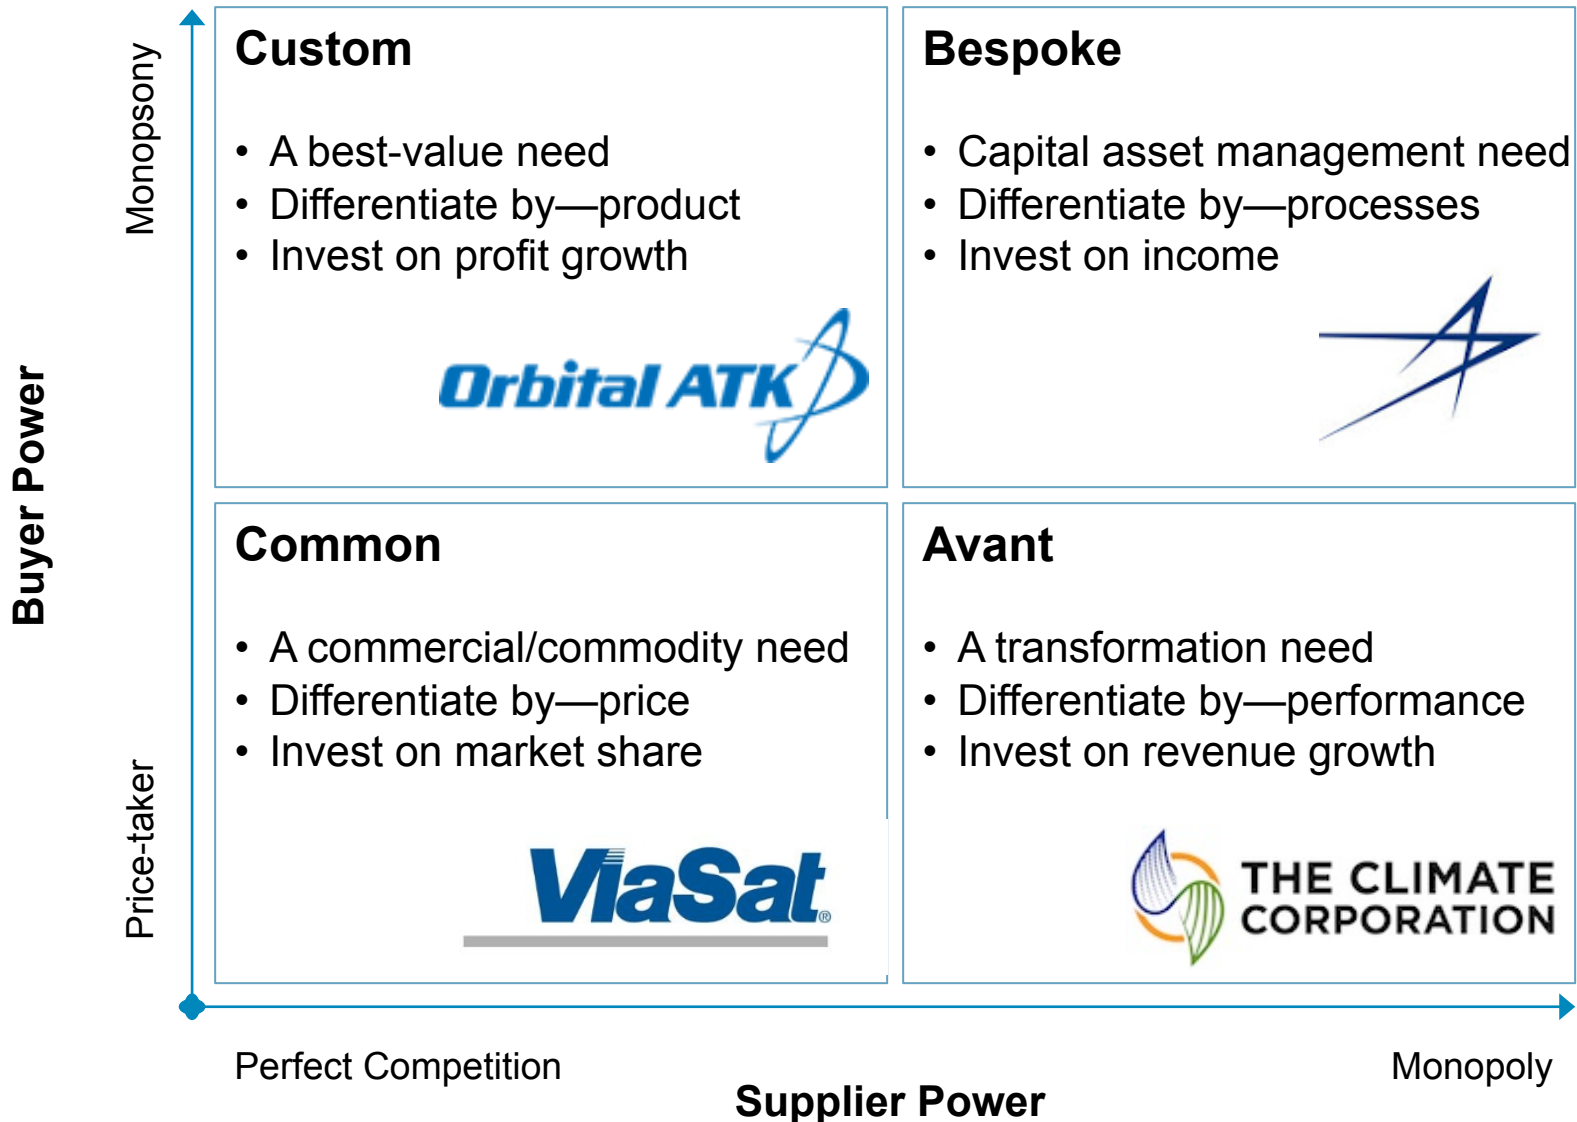 Monopsony
Buyer Power
Price-taker
Custom
• A best-value need
• Differentiate by—product
• Invest on profit growth
Orbital ATK
Bespoke
• Capital asset management need
• Differentiate by—processes
• Invest on income
Common
• A commercial/commodity need
• Differentiate by—price
• Invest on market share
ViaSat®
Avant
• A transformation need
• Differentiate by—performance
• Invest on revenue growth
THE CLIMATE
CORPORATION
Perfect Competition
Monopoly
Supplier Power